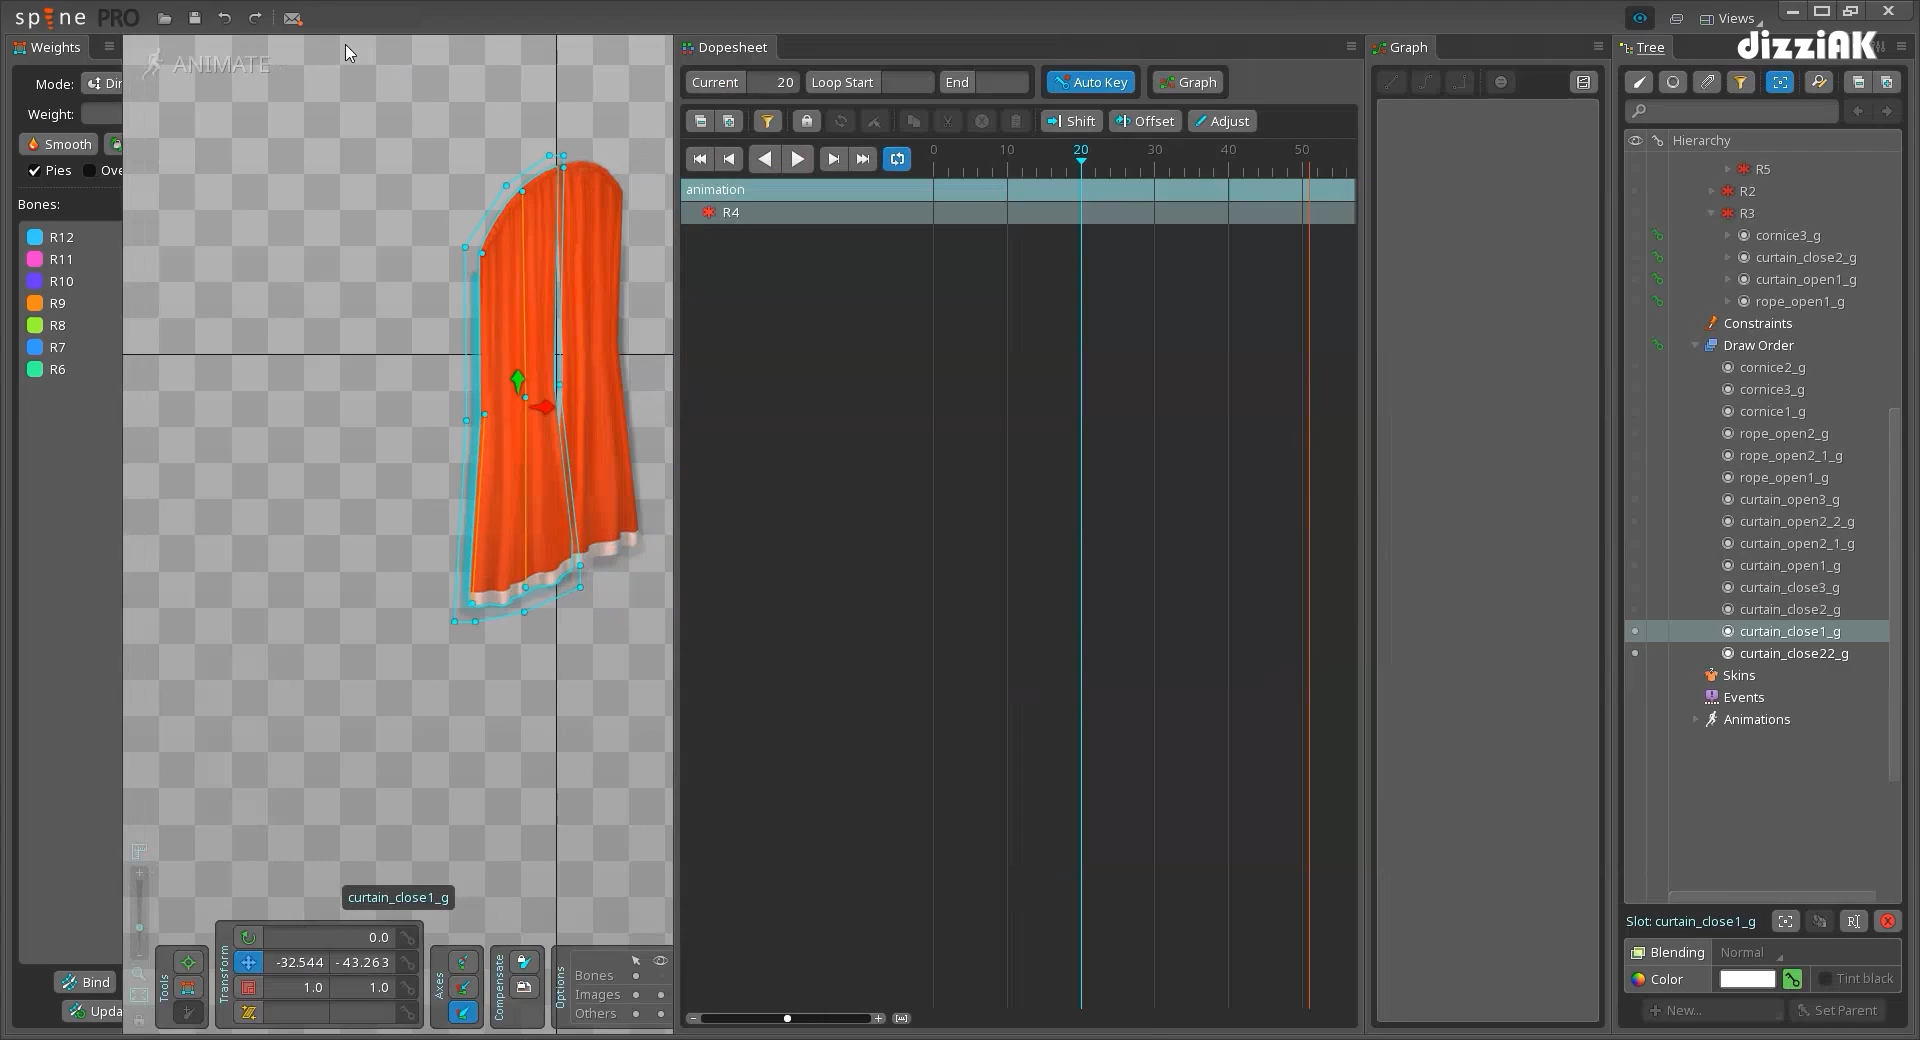 spine PRO
Views
dizziAK
Weights
ANIMATE
Dopesheet
Graph
Tree
Mode:
Weight:
Smooth
Pies
Bones:
R12
R11
R10
R9
R8
R7
R6
Bind
Current 20 Loop Start End Auto Key Graph
Shift Offset Adjust
0 10 20 30 40 50
animation
R4
Hierarchy
R5
R2
R3
cornice3_g
curtain_close2_g
curtain_open1_g
rope_open1_g
Constraints
Draw Order
cornice2_g
cornice3_g
cornice1_g
rope_open2_g
rope_open2_1_g
rope_open1_g
curtain_open3_g
curtain_open2_2_g
curtain_open2_1_g
curtain_open1_g
curtain_close3_g
curtain_close2_g
curtain_close1_g
curtain_close22_g
Skins
Events
Animations
curtain_close1_g
Tools
Transform
0.0
-32.544 -43.263
1.0 1.0
Axes
Compensate
Options
Bones
Images
Others
Slot: curtain_close1_g
Blending Normal
Color Tint black
New... Set Parent